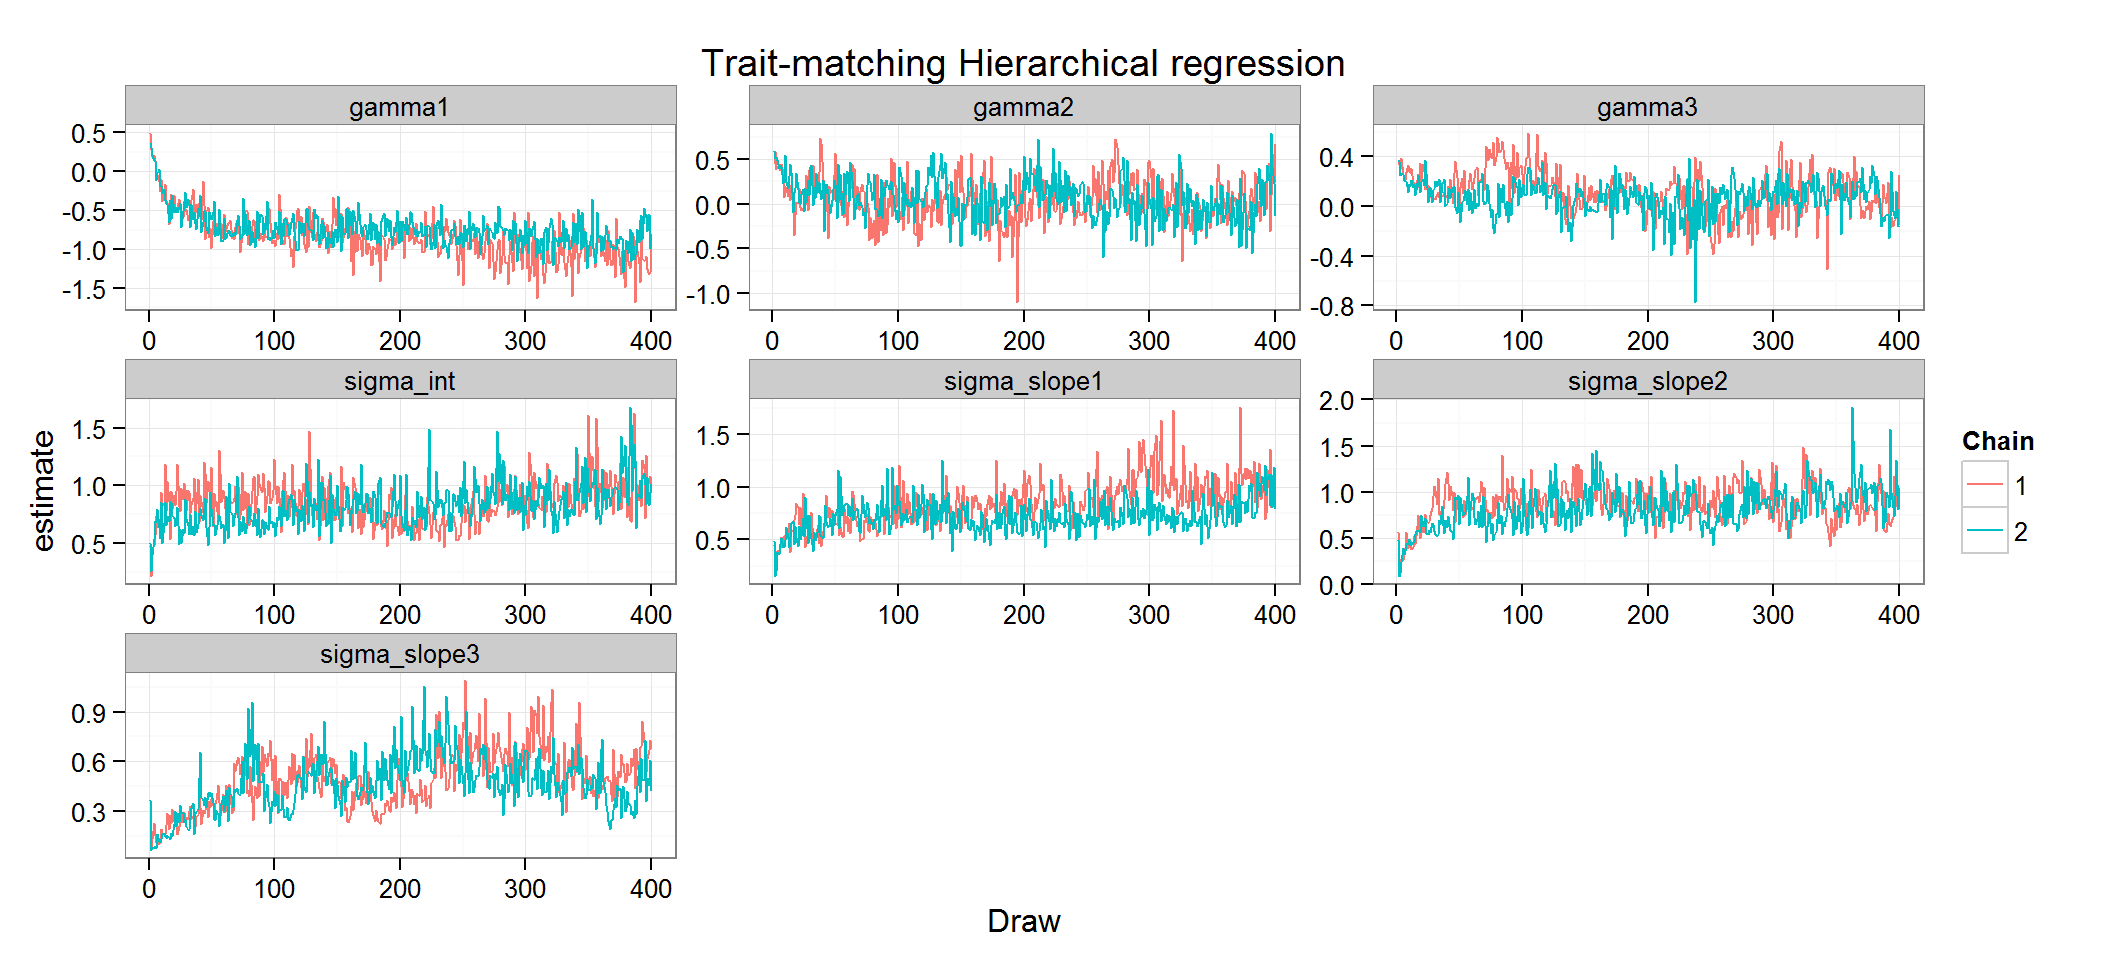 Trait-matching Hierarchical regression
gamma1
gamma2
gamma3
0.5
0.0
-0.5
-1.0
-1.5
0.5
0.0
-0.5
-1.0
0.4
0.0
-0.4
-0.8
0 100 200 300 400
0 100 200 300 400
0 100 200 300 400
sigma_int
sigma_slope1
sigma_slope2
estimate
1.5
1.0
0.5
1.5
1.0
0.5
2.0
1.5
1.0
0.5
0.0
0 100 200 300 400
0 100 200 300 400
0 100 200 300 400
sigma_slope3
0.9
0.6
0.3
0 100 200 300 400
Draw
Chain
1
2